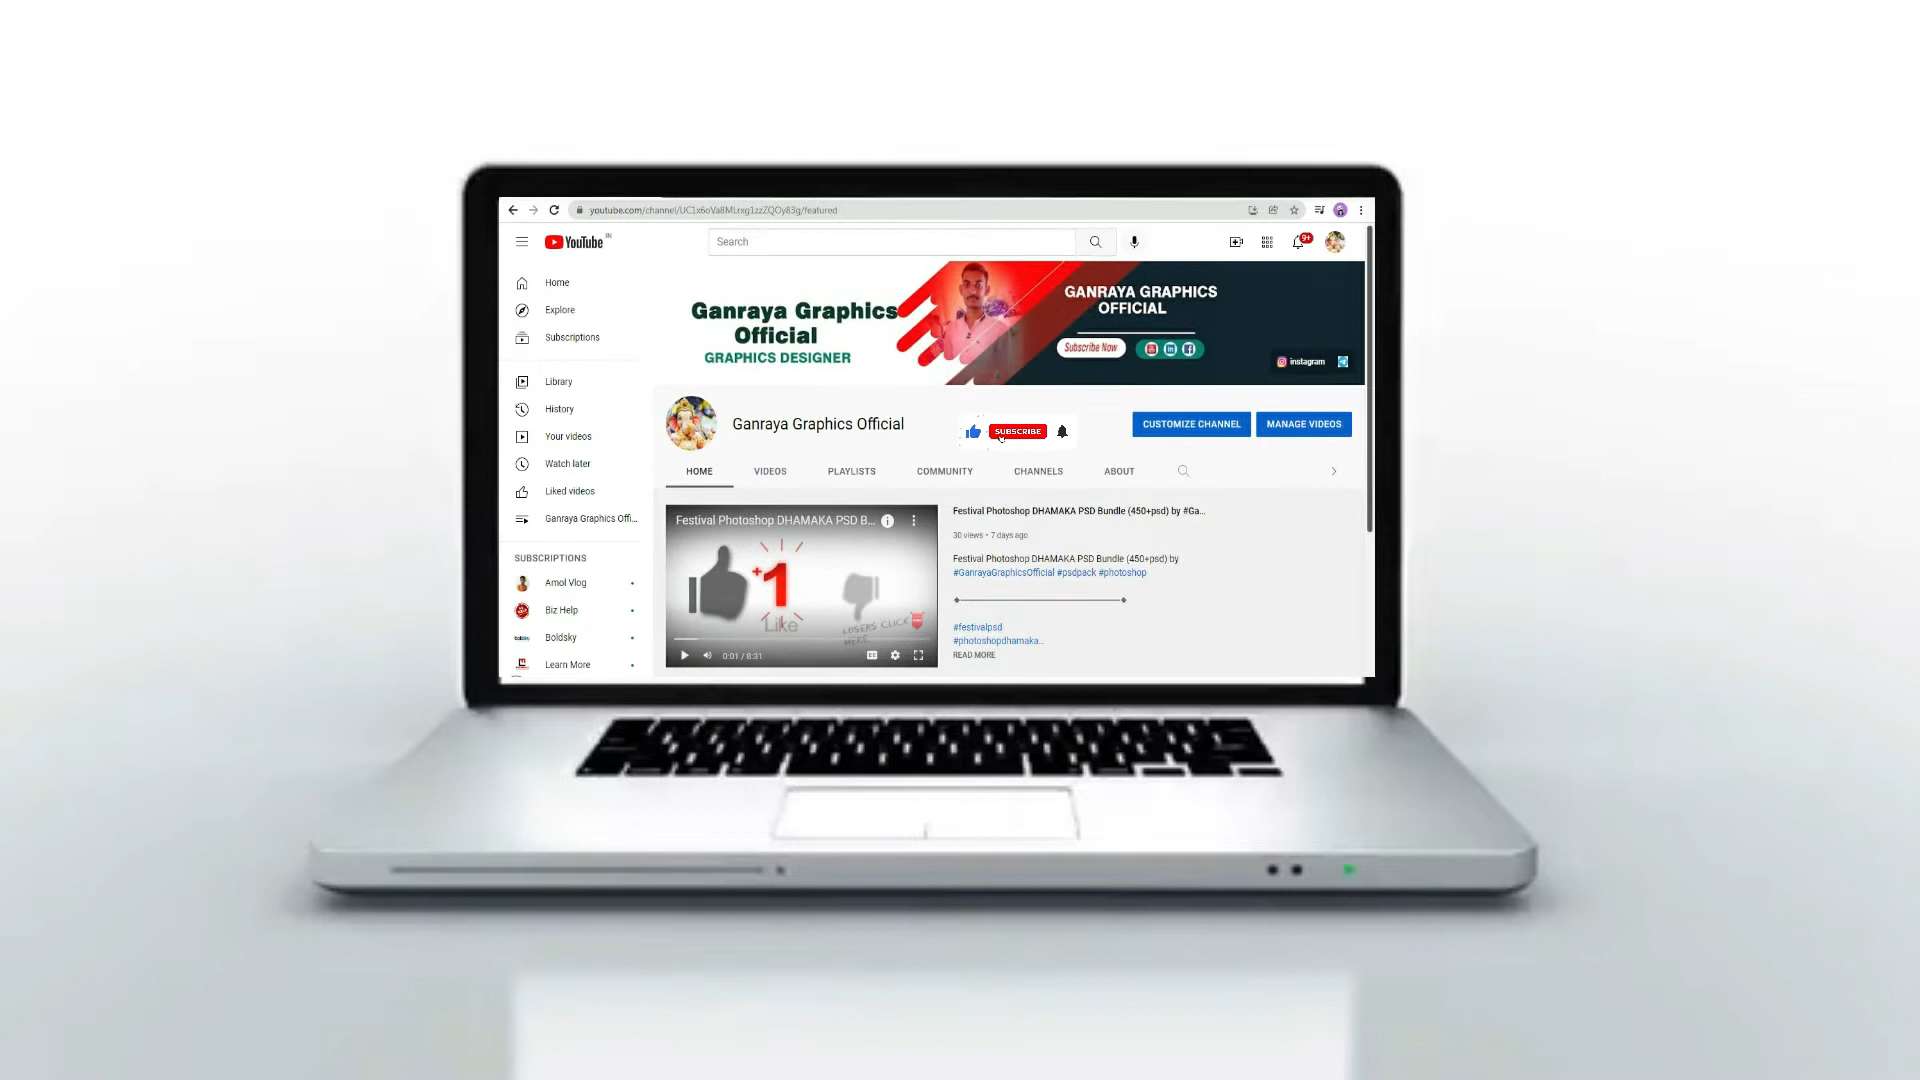 youtube.com/channel/UC1x6oVa8MLrxg1zzZQOy83g/featured
YouTube IN
Search
9+
Home
Explore
Subscriptions
Library
History
Your videos
Watch later
Liked videos
Ganraya Graphics Offi...
SUBSCRIPTIONS
Amol Vlog
Biz Help
Boldsky
Learn More
Ganraya Graphics
Official
GRAPHICS DESIGNER
GANRAYA GRAPHICS
OFFICIAL
Subscribe Now
instagram
Ganraya Graphics Official
SUBSCRIBE
CUSTOMIZE CHANNEL
MANAGE VIDEOS
HOME VIDEOS PLAYLISTS COMMUNITY CHANNELS ABOUT
Festival Photoshop DHAMAKA PSD B...
+1
Like
LOSERS CLICK
HERE
0:01 / 8:31
Festival Photoshop DHAMAKA PSD Bundle (450+psd) by #Ga...
30 views • 7 days ago
Festival Photoshop DHAMAKA PSD Bundle (450+psd) by
#GanrayaGraphicsOfficial #psdpack #photoshop
#festivalpsd
#photoshopdhamaka...
READ MORE